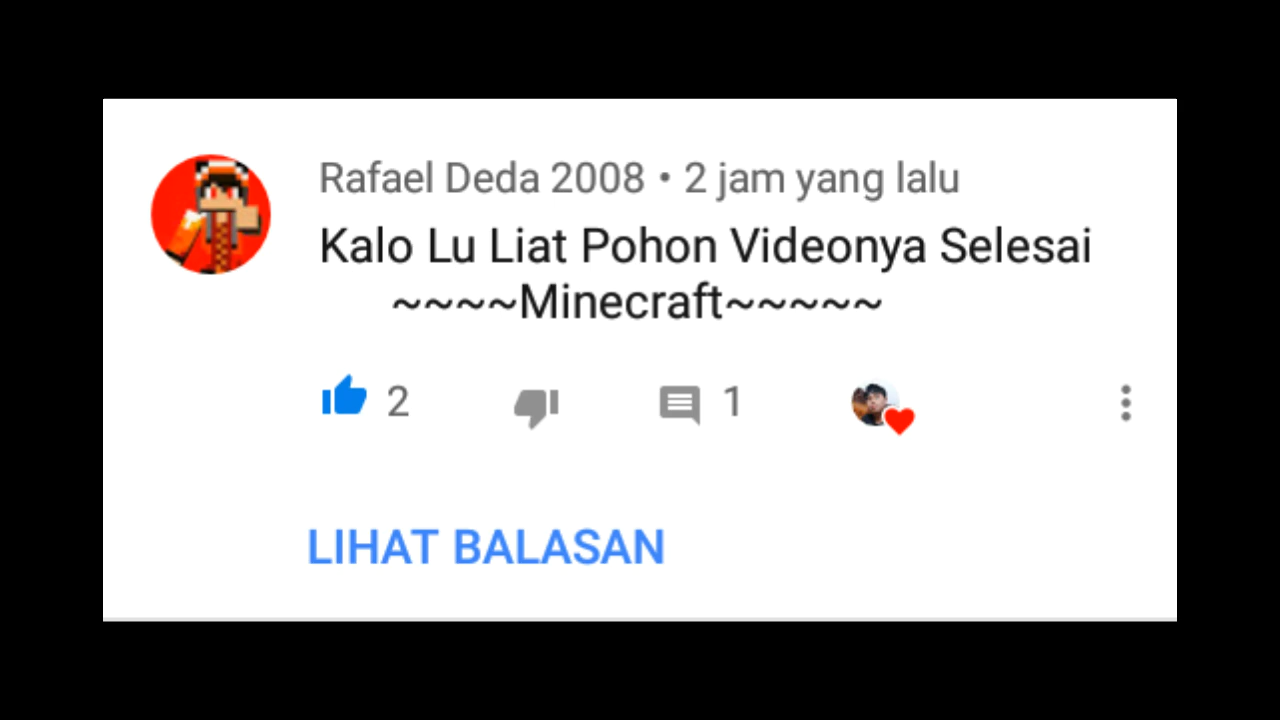 Rafael Deda 2008 • 2 jam yang lalu
Kalo Lu Liat Pohon Videonya Selesai
~~~~Minecraft~~~~~
2
1
LIHAT BALASAN